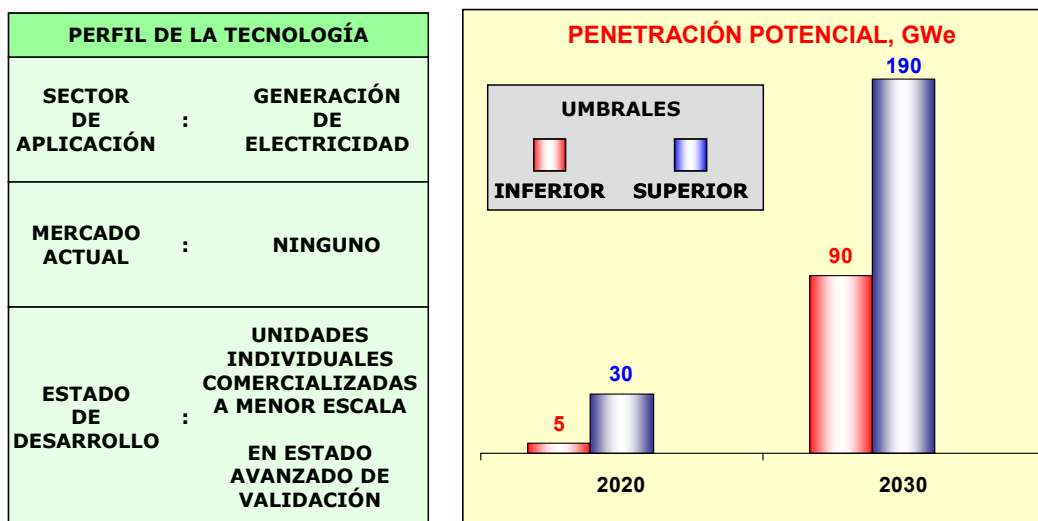 PERFIL DE LA TECNOLOGÍA
SECTOR
DE
APLICACIÓN
:
GENERACIÓN
DE
ELECTRICIDAD
MERCADO
ACTUAL
:
NINGUNO
ESTADO
DE
DESARROLLO
:
UNIDADES
INDIVIDUALES
COMERCIALIZADAS
A MENOR ESCALA
EN ESTADO
AVANZADO DE
VALIDACIÓN
PENETRACIÓN POTENCIAL, GWe
UMBRALES
INFERIOR SUPERIOR
5
30
90
190
2020
2030